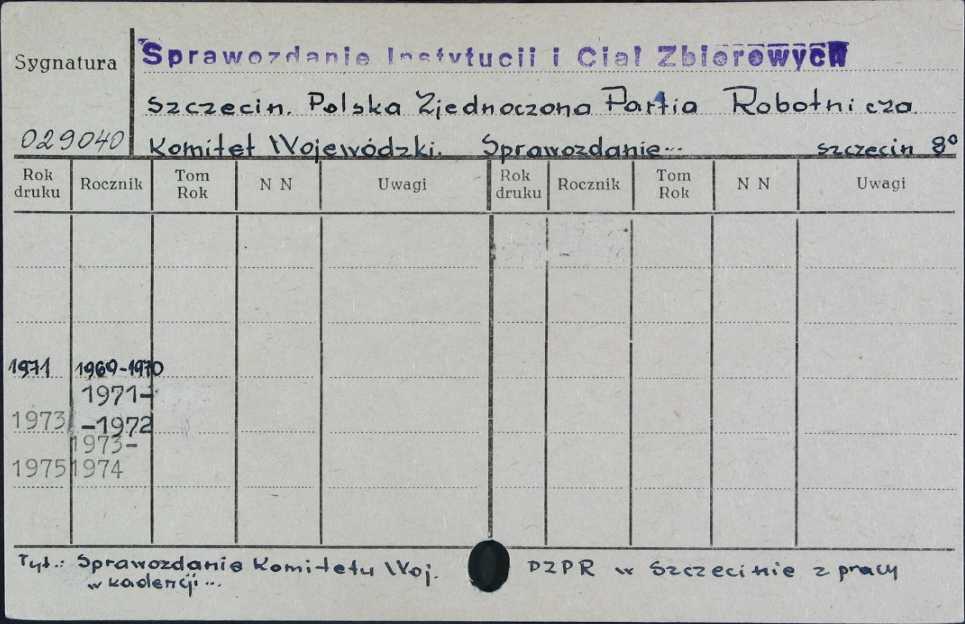 Sygnatura
Sprawozdanie Instytucji i Ciał Zbiorowych
Szczecin. Polska Zjednoczona Partia Robotnicza.
029040
Komitet Wojewódzki. Sprawozdanie... Szczecin 8°
Rok druku Rocznik Tom Rok N N Uwagi Rok druku Rocznik Tom Rok N N Uwagi
1971 1969-1970
1971-
1973 -1972
1973-
1975 1974
Tyt.: Sprawozdanie Komitetu Woj. PZPR w Szczecinie z pracy
w kadencji...